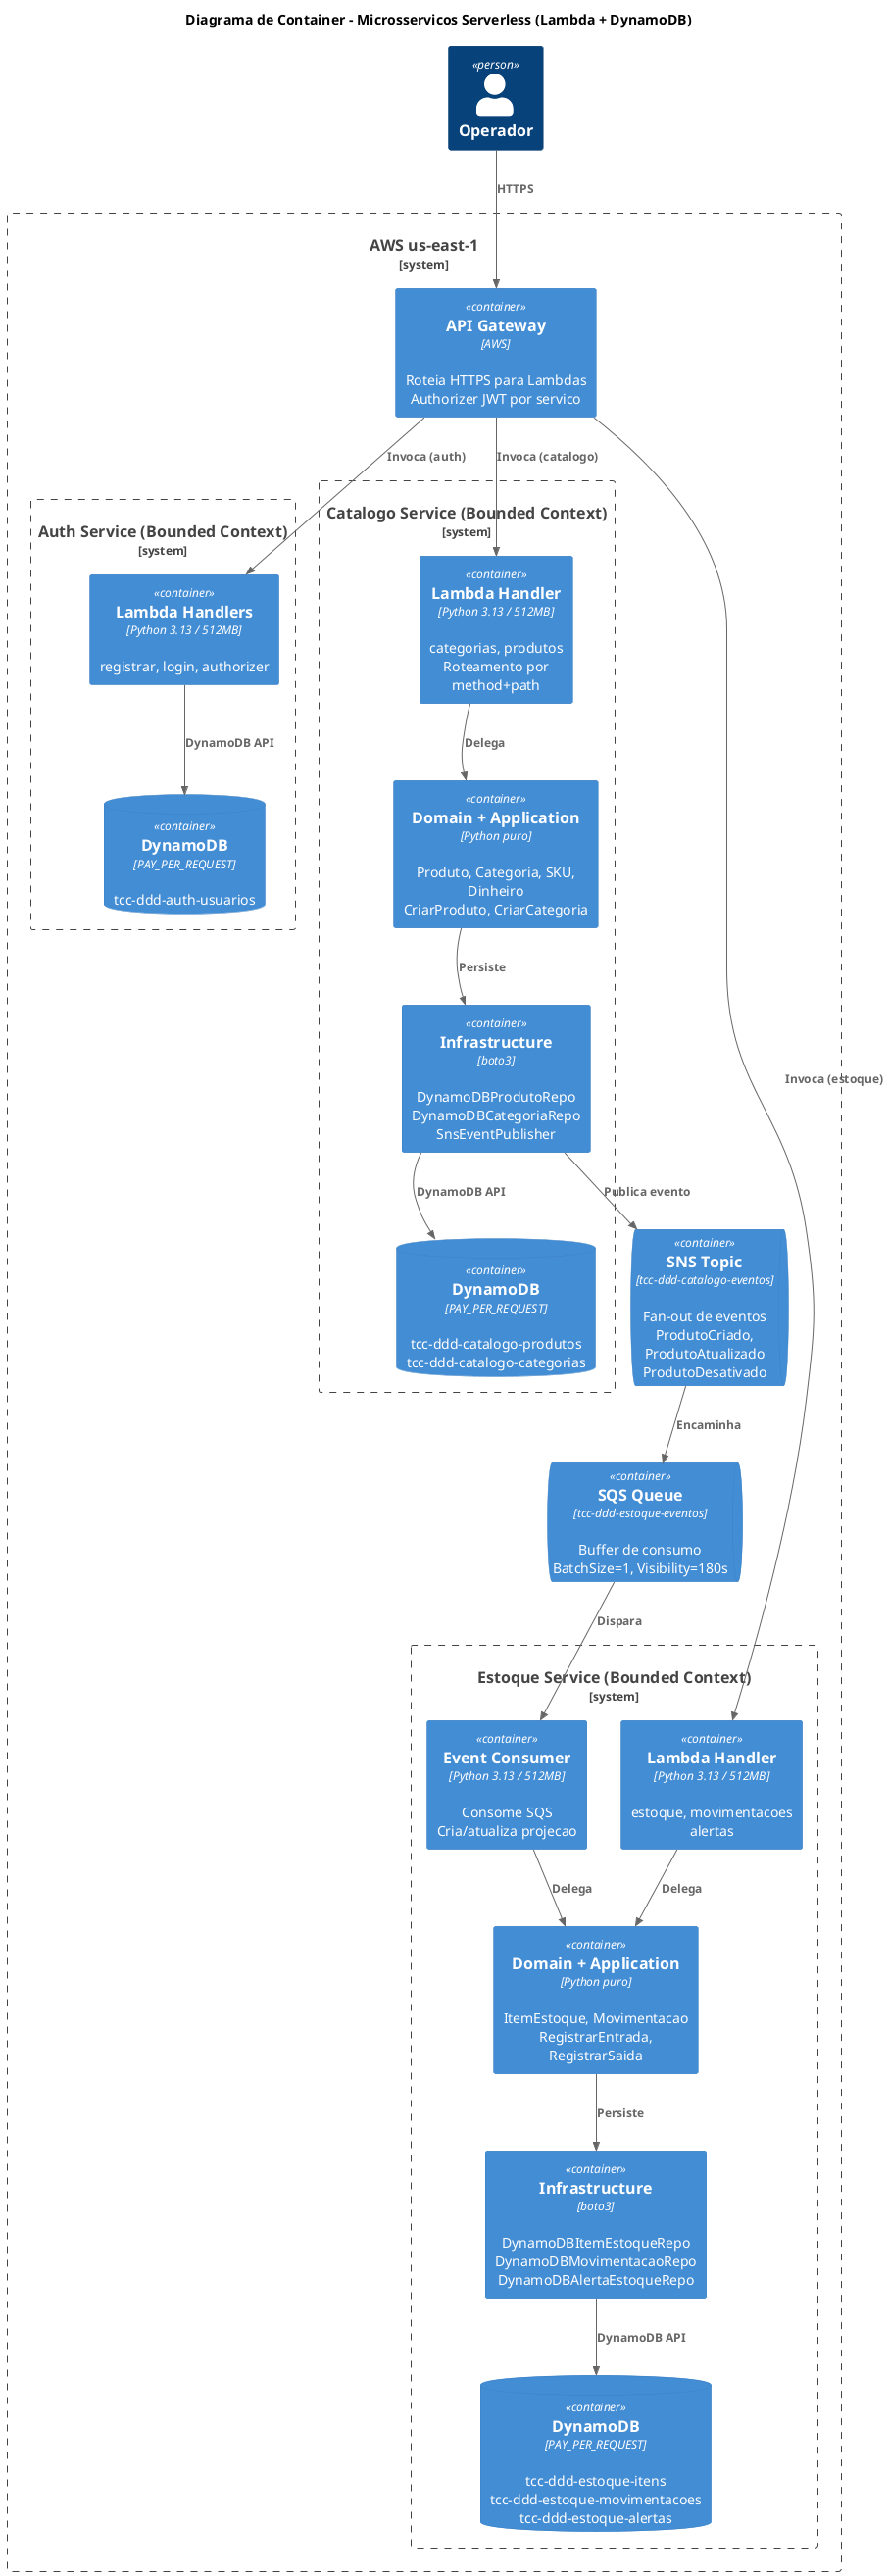 Diagrama de Container - Microsservicos Serverless (Lambda + DynamoDB)
«person»
Operador
HTTPS
AWS us-east-1
[system]
«container»
API Gateway
[AWS]
Roteia HTTPS para Lambdas
Authorizer JWT por servico
Invoca (auth)
Invoca (catalogo)
Auth Service (Bounded Context)
[system]
«container»
Lambda Handlers
[Python 3.13 / 512MB]
registrar, login, authorizer
DynamoDB API
«container»
DynamoDB
[PAY_PER_REQUEST]
tcc-ddd-auth-usuarios
Catalogo Service (Bounded Context)
[system]
«container»
Lambda Handler
[Python 3.13 / 512MB]
categorias, produtos
Roteamento por
method+path
Delega
«container»
Domain + Application
[Python puro]
Produto, Categoria, SKU,
Dinheiro
CriarProduto, CriarCategoria
Persiste
«container»
Infrastructure
[boto3]
DynamoDBProdutoRepo
DynamoDBCategoriaRepo
SnsEventPublisher
Invoca (estoque)
DynamoDB API
Publica evento
«container»
DynamoDB
[PAY_PER_REQUEST]
tcc-ddd-catalogo-produtos
tcc-ddd-catalogo-categorias
«container»
SNS Topic
[tcc-ddd-catalogo-eventos]
Fan-out de eventos
ProdutoCriado,
ProdutoAtualizado
ProdutoDesativado
Encaminha
«container»
SQS Queue
[tcc-ddd-estoque-eventos]
Buffer de consumo
BatchSize=1, Visibility=180s
Dispara
Estoque Service (Bounded Context)
[system]
«container»
Event Consumer
[Python 3.13 / 512MB]
Consome SQS
Cria/atualiza projecao
«container»
Lambda Handler
[Python 3.13 / 512MB]
estoque, movimentacoes
alertas
Delega
Delega
«container»
Domain + Application
[Python puro]
ItemEstoque, Movimentacao
RegistrarEntrada,
RegistrarSaida
Persiste
«container»
Infrastructure
[boto3]
DynamoDBItemEstoqueRepo
DynamoDBMovimentacaoRepo
DynamoDBAlertaEstoqueRepo
DynamoDB API
«container»
DynamoDB
[PAY_PER_REQUEST]
tcc-ddd-estoque-itens
tcc-ddd-estoque-movimentacoes
tcc-ddd-estoque-alertas